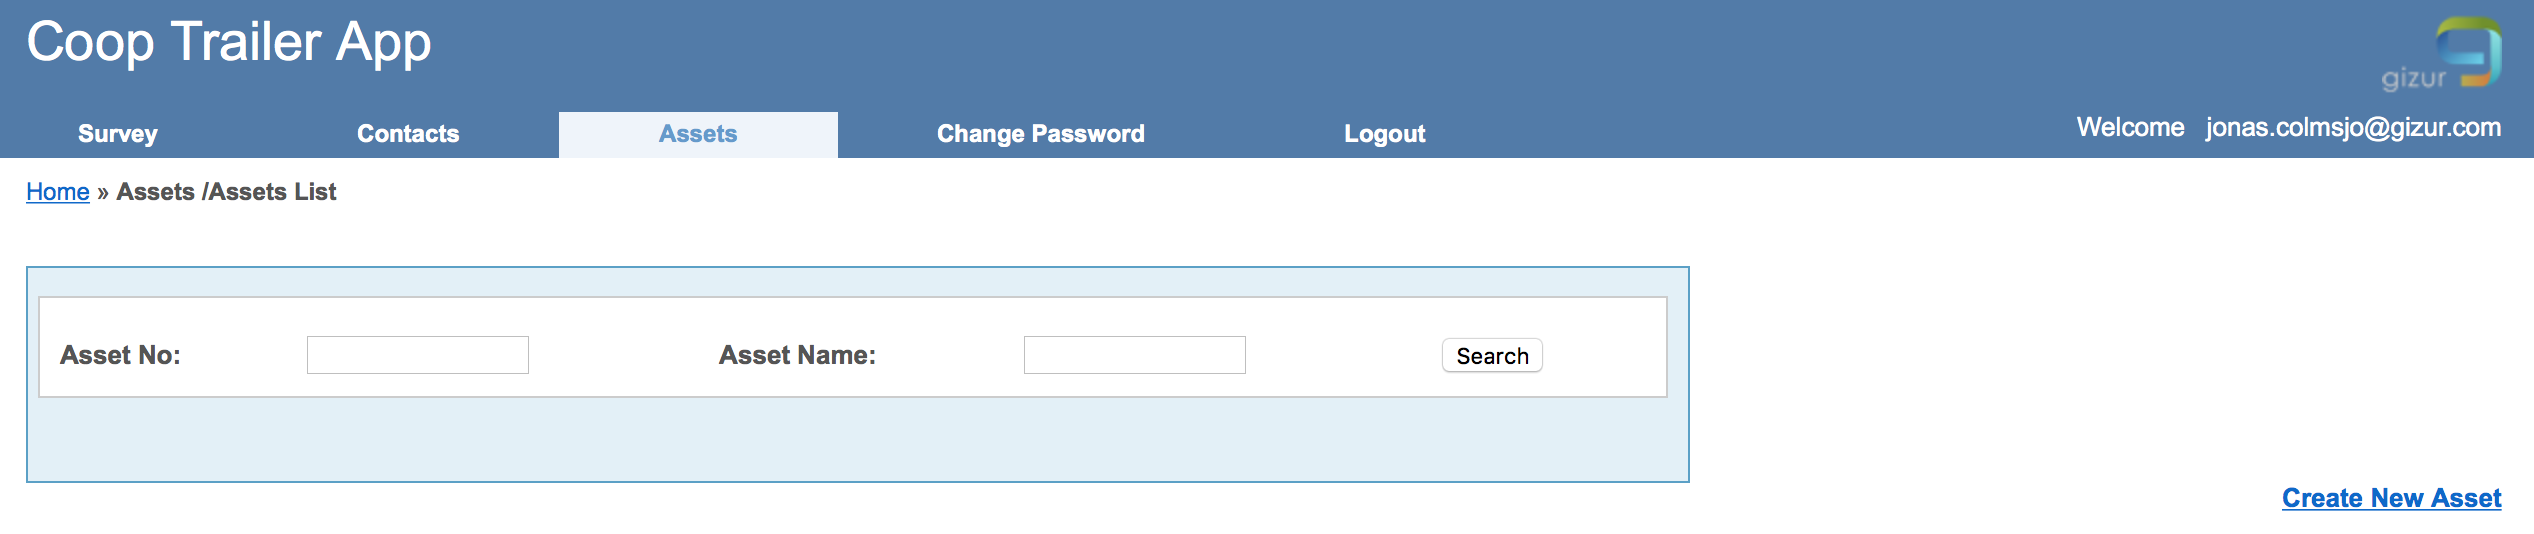 Coop Trailer App
gizur
Survey Contacts Assets Change Password Logout Welcome jonas.colmsjo@gizur.com
Home » Assets /Assets List
Asset No: Asset Name: Search
Create New Asset